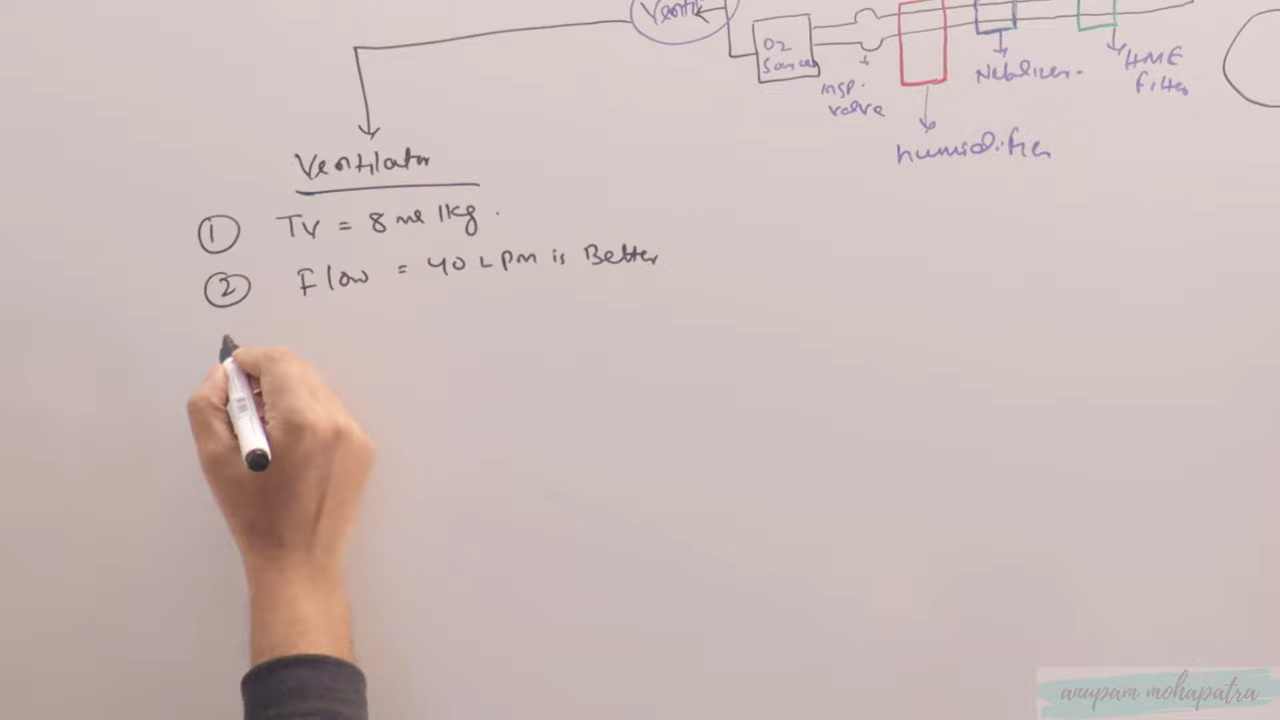 Venti
O2
Source
insp.
valve
humidifier
Nebulizer.
HME
filter
Ventilator
① TV = 8 ml/kg.
② Flow = 40 LPM is Better
anupam mohapatra